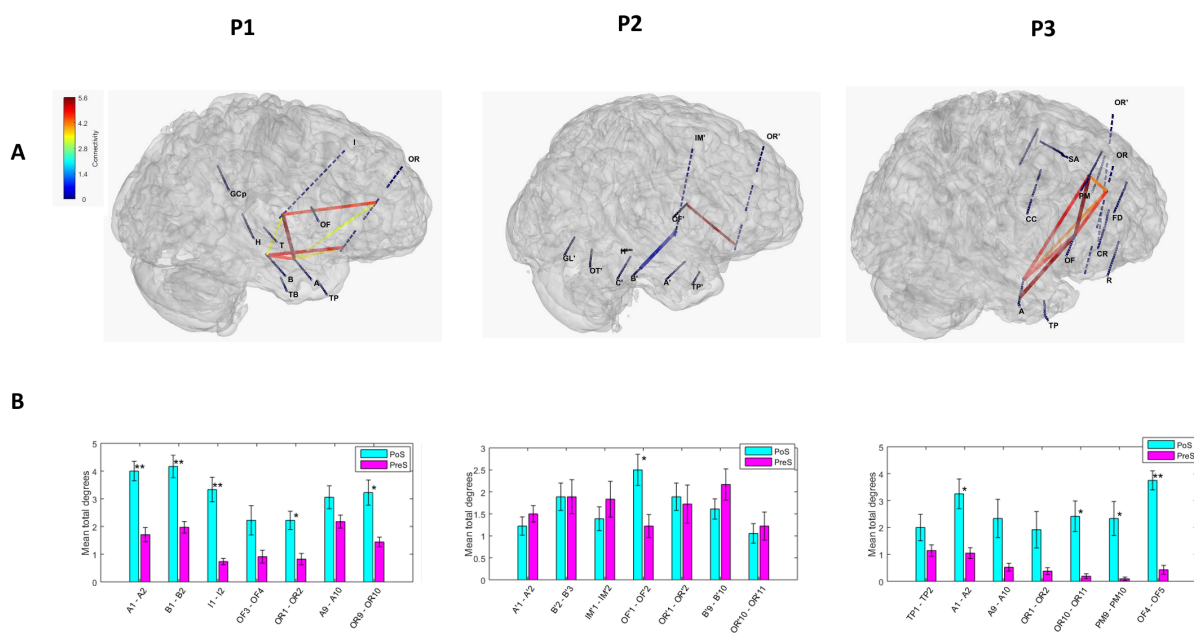 P1
P2
P3
A
5.6
4.2
2.8
1.4
0
Connectivity
I
OR
GCp
OF
H
T
B
A
TB
TP
IM'
OR'
OF'
GL'
OT'
H'
C'
B'
A'
TP'
OR'
SA
OR
PM
CC
FD
OF
CR
R
A
TP
B
Mean total degrees
5
4
3
2
1
0
PoS
PreS
**
**
**
*
*
A1 - A2
B1 - B2
I1 - I2
OF3 - OF4
OR1 - OR2
A9 - A10
OR9 - OR10
Mean total degrees
3
2.5
2
1.5
1
0.5
0
PoS
PreS
*
A'1 - A'2
B'2 - B'3
IM'1 - IM'2
OF'1 - OF'2
OR'1 - OR'2
B'9 - B'10
OR'10 - OR'11
Mean total degrees
5
4
3
2
1
0
PoS
PreS
*
*
*
**
TP1 - TP2
A1 - A2
A9 - A10
OR1 - OR2
OR10 - OR11
PM9 - PM10
OF4 - OF5